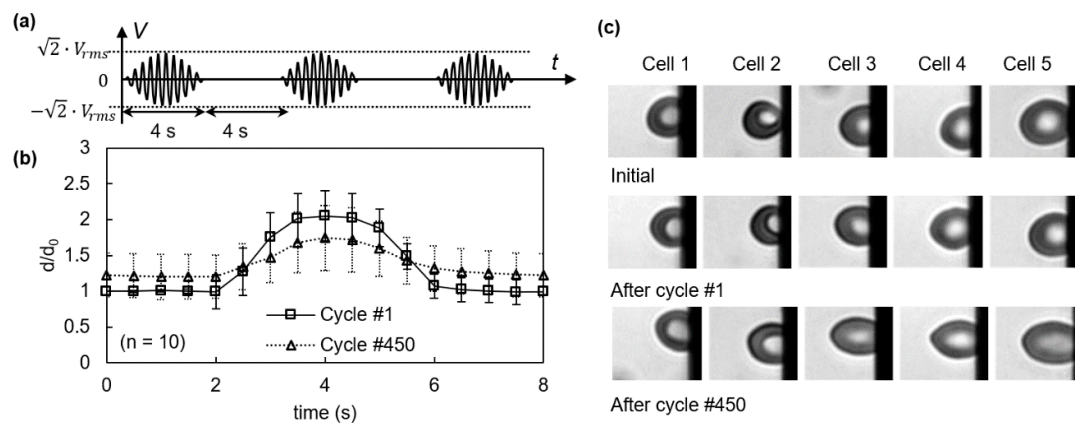 (a)
V
√2 · V_rms
0
t
−√2 · V_rms
4 s
4 s
(b)
3
2.5
2
1.5
1
0.5
0
d/d₀
Cycle #1
Cycle #450
(n = 10)
0 2 4 6 8
time (s)
(c)
Cell 1 Cell 2 Cell 3 Cell 4 Cell 5
Initial
After cycle #1
After cycle #450